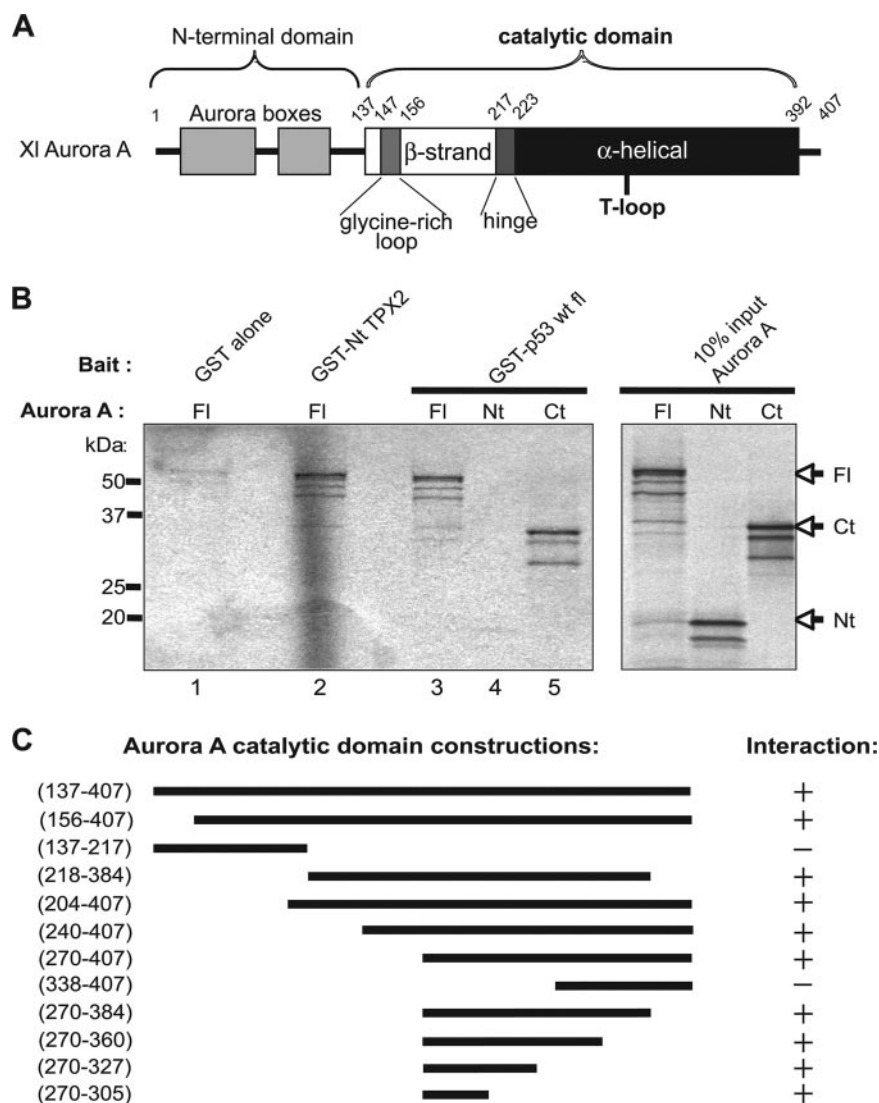 A
N-terminal domain
catalytic domain
1
137
147
156
217
223
392
407
Aurora boxes
Xl Aurora A
β-strand
α-helical
glycine-rich
loop
hinge
T-loop
B
Bait :
GST alone
GST-Nt TPX2
GST-p53 wt fl
10% input
Aurora A
Aurora A :
Fl
Fl
Fl
Nt
Ct
Fl
Nt
Ct
kDa:
50
37
25
20
Fl
Ct
Nt
1
2
3
4
5
C
Aurora A catalytic domain constructions:
Interaction:
(137-407) +
(156-407) +
(137-217) −
(218-384) +
(204-407) +
(240-407) +
(270-407) +
(338-407) −
(270-384) +
(270-360) +
(270-327) +
(270-305) +